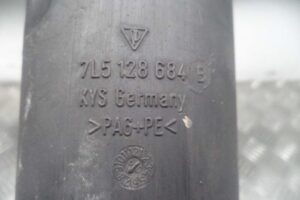 7L5 128 684 B
KYS Germany
>PA6+PE<